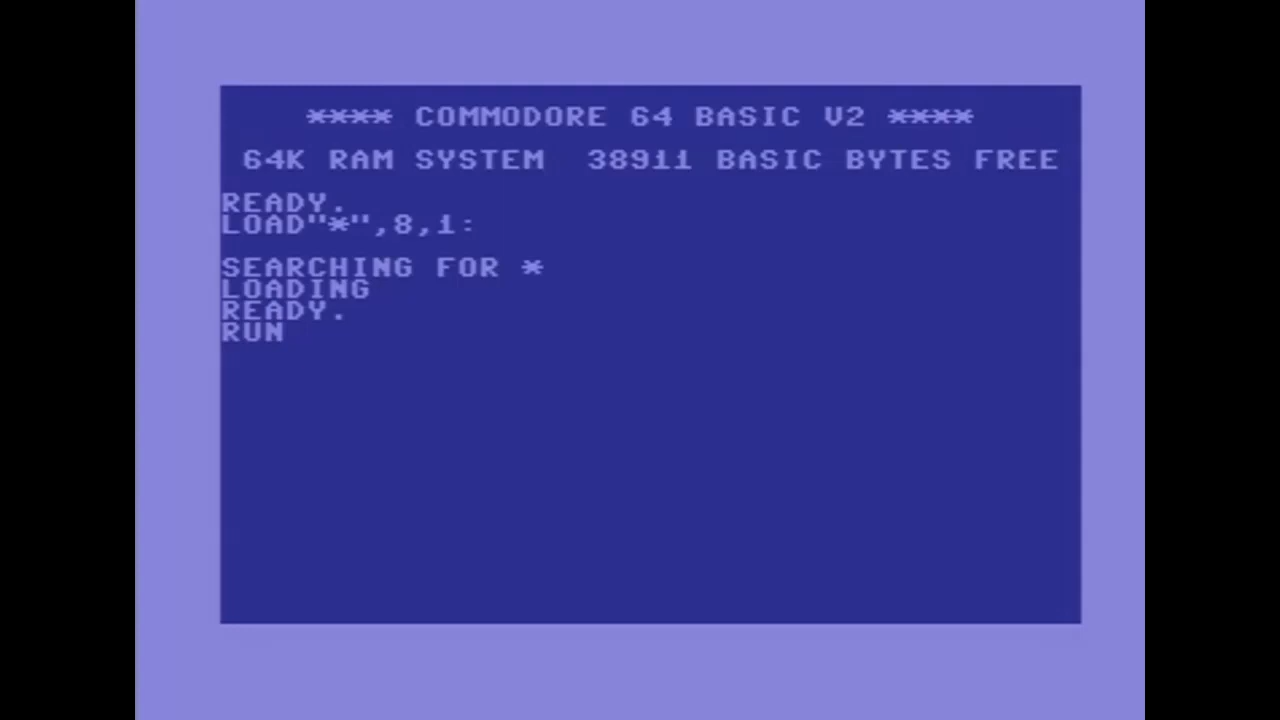 **** COMMODORE 64 BASIC V2 ****
64K RAM SYSTEM  38911 BASIC BYTES FREE
READY.
LOAD"*",8,1:
SEARCHING FOR *
LOADING
READY.
RUN